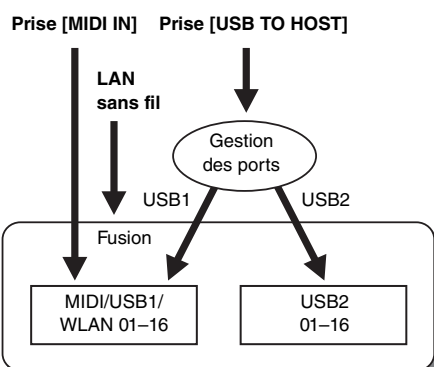 Prise [MIDI IN]
Prise [USB TO HOST]
LAN
sans fil
Gestion
des ports
USB1
USB2
Fusion
MIDI/USB1/
WLAN 01–16
USB2
01–16